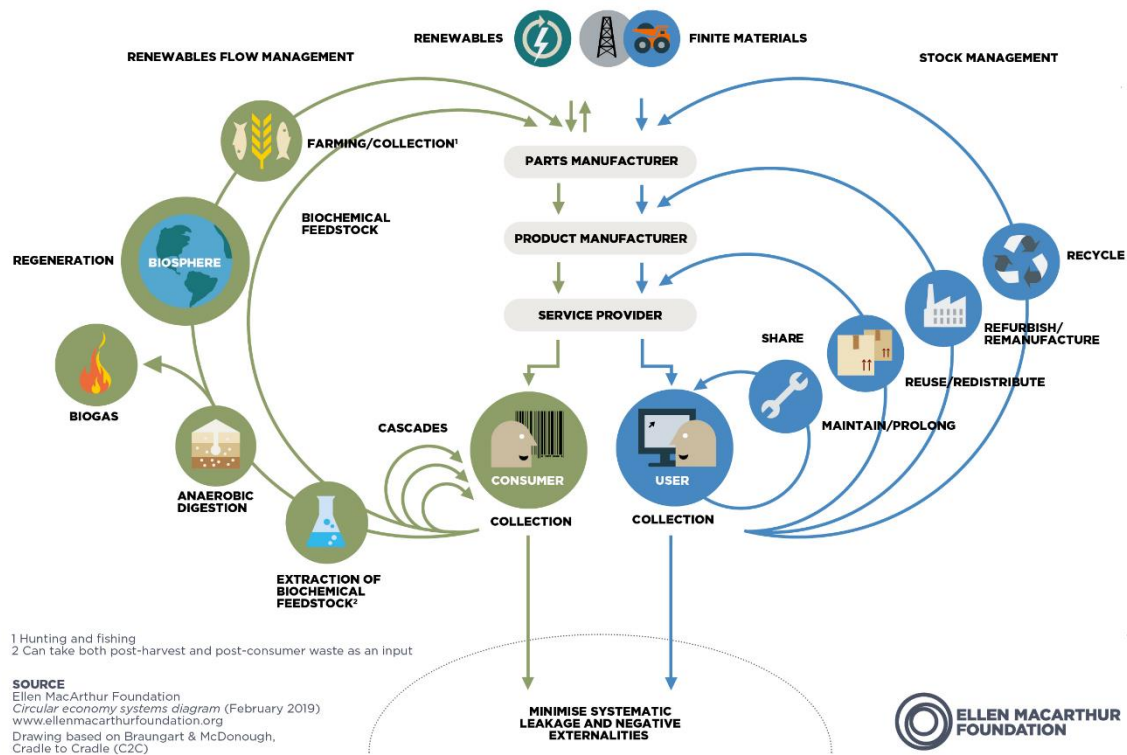 RENEWABLES
FINITE MATERIALS
RENEWABLES FLOW MANAGEMENT
STOCK MANAGEMENT
FARMING/COLLECTION¹
PARTS MANUFACTURER
BIOCHEMICAL
FEEDSTOCK
PRODUCT MANUFACTURER
REGENERATION
BIOSPHERE
RECYCLE
SERVICE PROVIDER
SHARE
REFURBISH/
REMANUFACTURE
REUSE/REDISTRIBUTE
BIOGAS
CASCADES
MAINTAIN/PROLONG
CONSUMER
USER
ANAEROBIC
DIGESTION
COLLECTION
COLLECTION
EXTRACTION OF
BIOCHEMICAL
FEEDSTOCK²
1 Hunting and fishing
2 Can take both post-harvest and post-consumer waste as an input
SOURCE
Ellen MacArthur Foundation
Circular economy systems diagram (February 2019)
www.ellenmacarthurfoundation.org
Drawing based on Braungart & McDonough,
Cradle to Cradle (C2C)
MINIMISE SYSTEMATIC
LEAKAGE AND NEGATIVE
EXTERNALITIES
ELLEN MACARTHUR
FOUNDATION